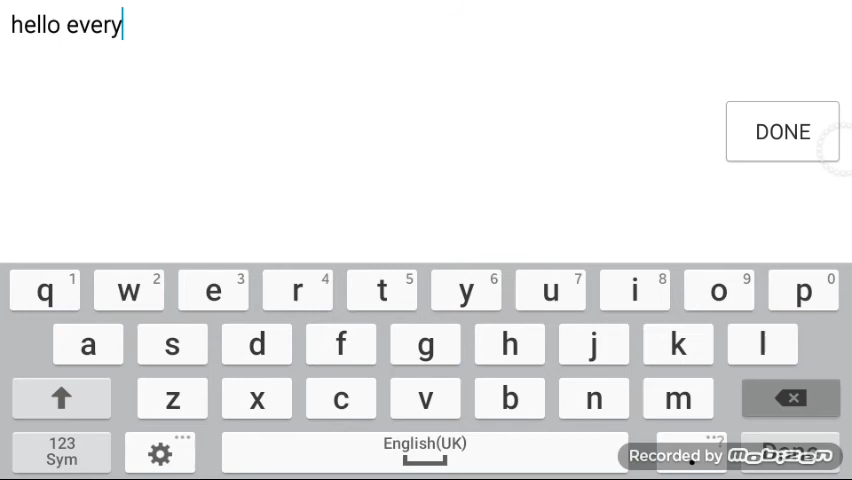 hello every
DONE
q 1 w 2 e 3 r 4 t 5 y 6 u 7 i 8 o 9 p 0
a s d f g h j k l
z x c v b n m
123
Sym
English(UK)
. ?
Done
Recorded by MOBIZEN